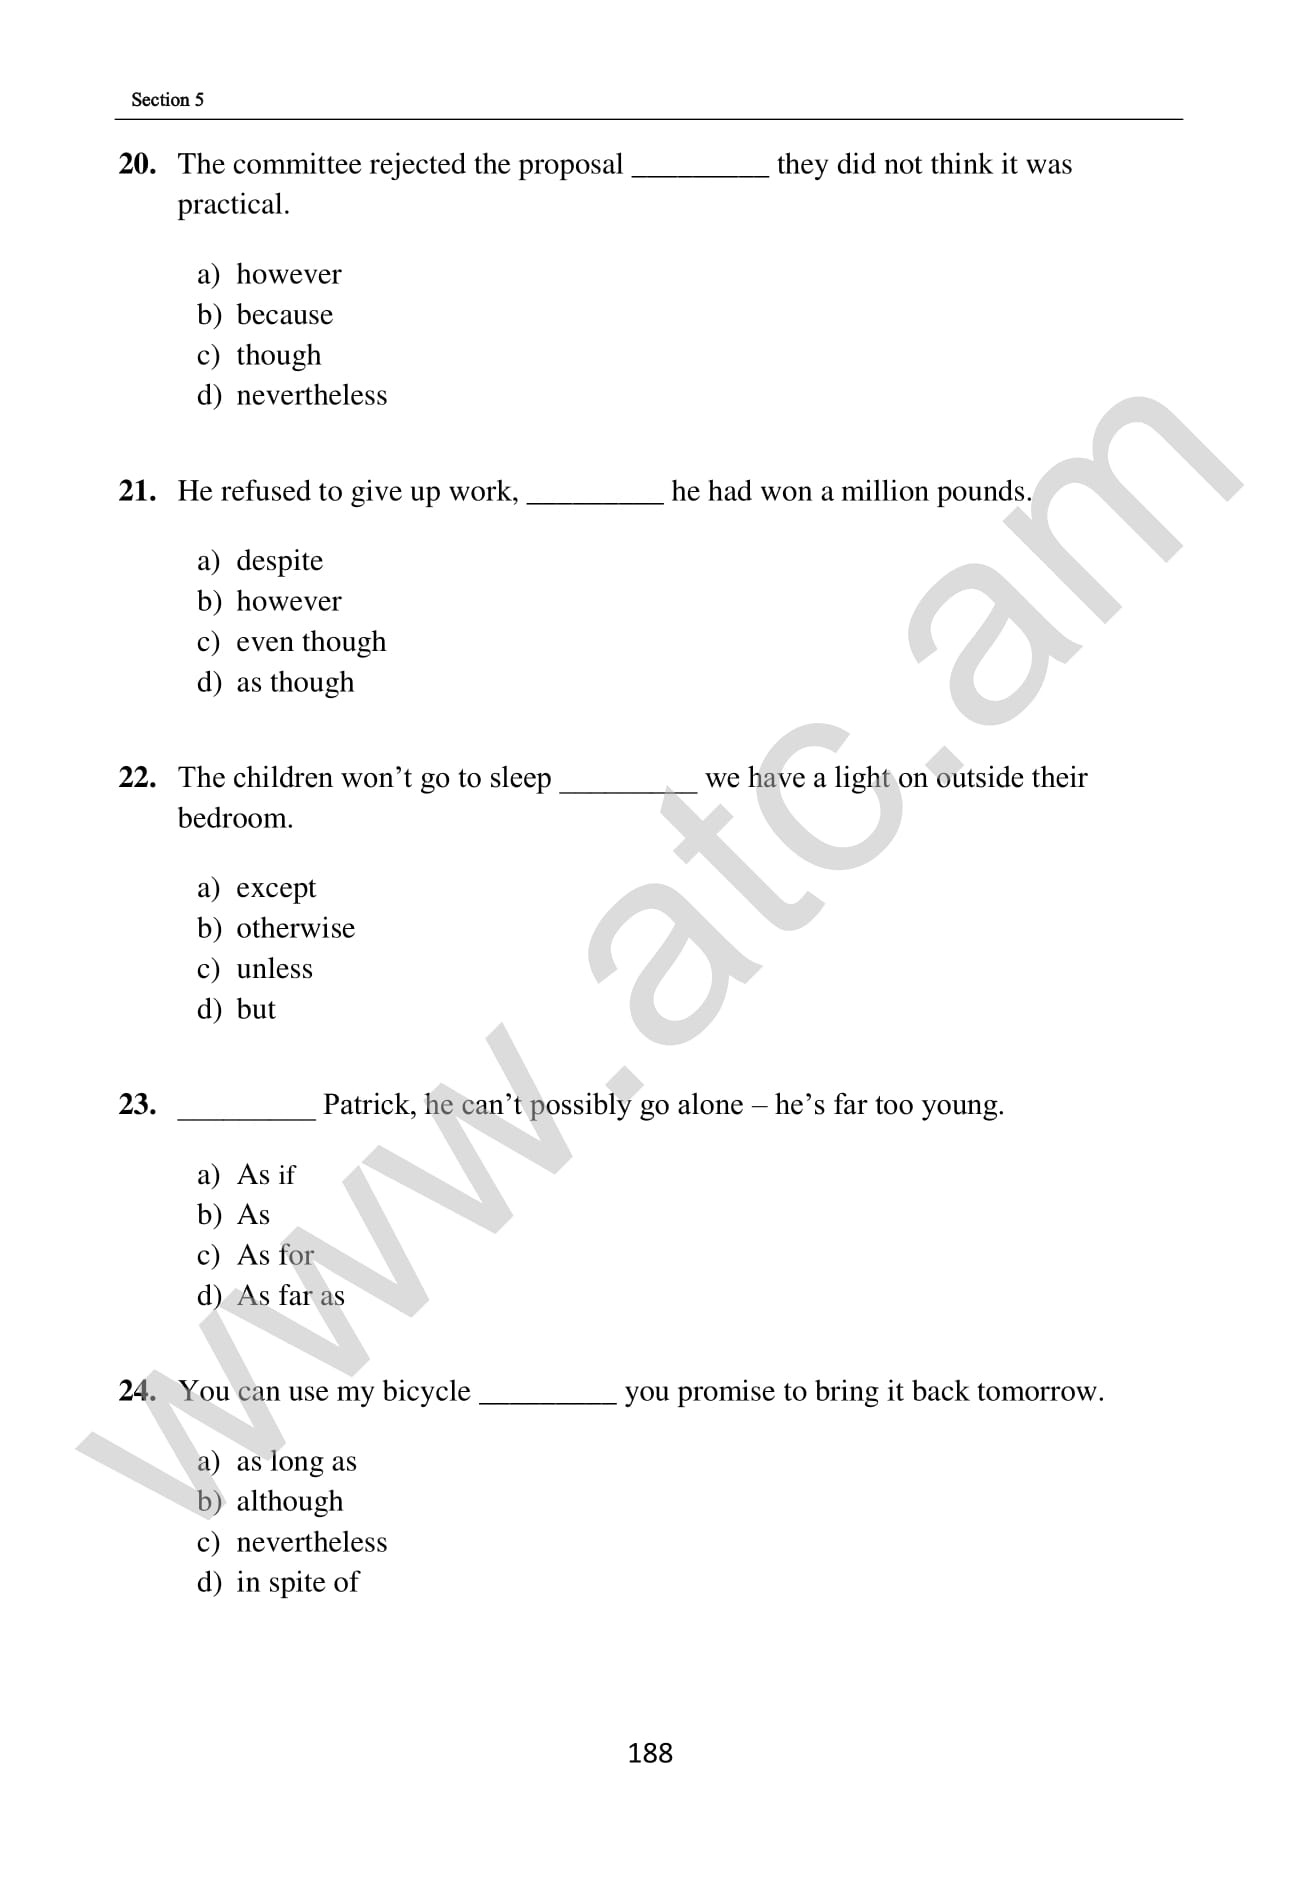 Section 5
20. The committee rejected the proposal _________ they did not think it was
practical.
a) however
b) because
c) though
d) nevertheless
21. He refused to give up work, _________ he had won a million pounds.
a) despite
b) however
c) even though
d) as though
22. The children won’t go to sleep _________ we have a light on outside their
bedroom.
a) except
b) otherwise
c) unless
d) but
23. _________ Patrick, he can’t possibly go alone – he’s far too young.
a) As if
b) As
c) As for
d) As far as
24. You can use my bicycle _________ you promise to bring it back tomorrow.
a) as long as
b) although
c) nevertheless
d) in spite of
188
www.atc.am